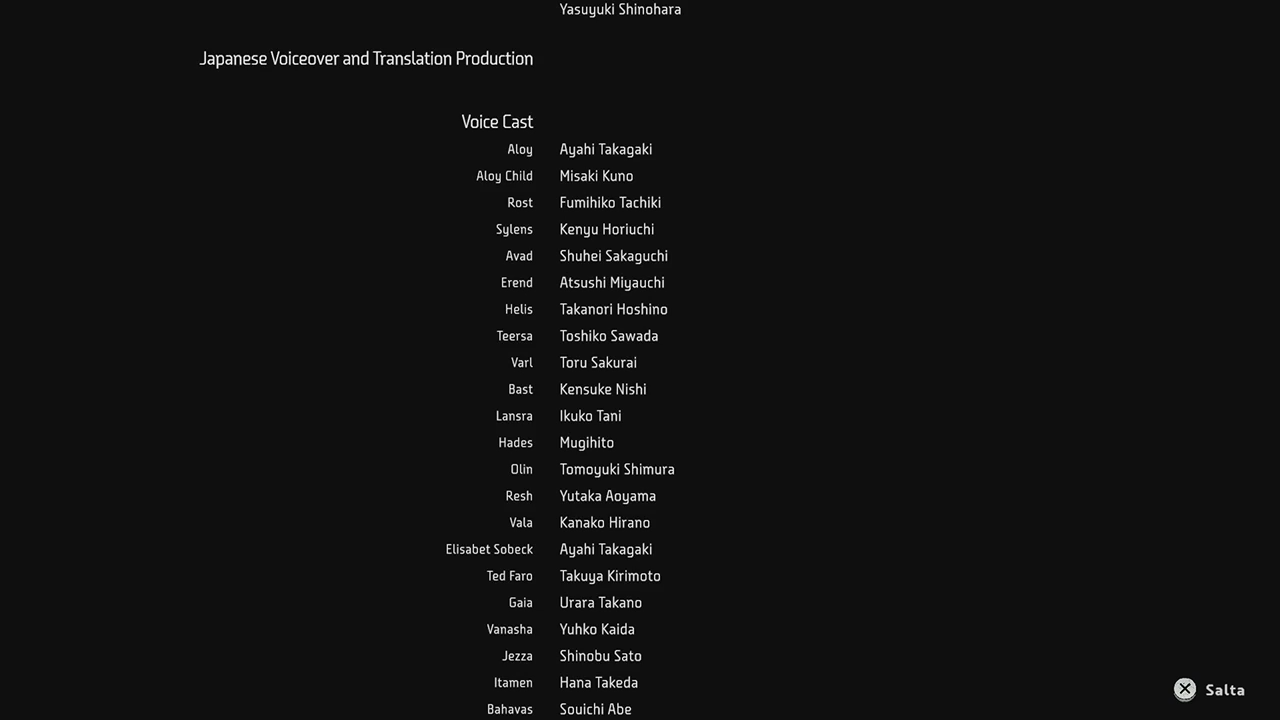 Yasuyuki Shinohara
Japanese Voiceover and Translation Production
Voice Cast
Aloy Ayahi Takagaki
Aloy Child Misaki Kuno
Rost Fumihiko Tachiki
Sylens Kenyu Horiuchi
Avad Shuhei Sakaguchi
Erend Atsushi Miyauchi
Helis Takanori Hoshino
Teersa Toshiko Sawada
Varl Toru Sakurai
Bast Kensuke Nishi
Lansra Ikuko Tani
Hades Mugihito
Olin Tomoyuki Shimura
Resh Yutaka Aoyama
Vala Kanako Hirano
Elisabet Sobeck Ayahi Takagaki
Ted Faro Takuya Kirimoto
Gaia Urara Takano
Vanasha Yuhko Kaida
Jezza Shinobu Sato
Itamen Hana Takeda
Bahavas Souichi Abe
Salta